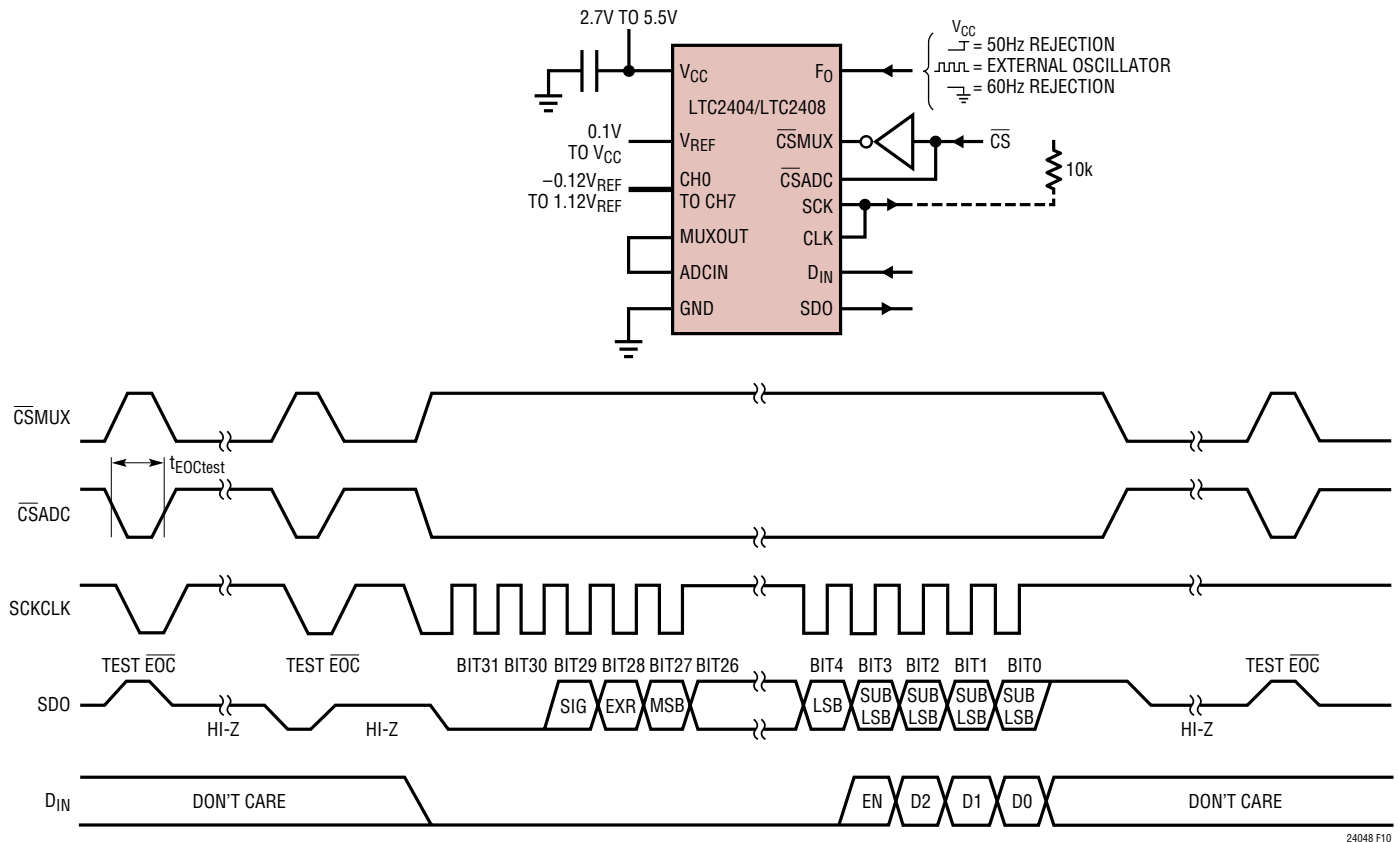 2.7V TO 5.5V
VCC
= 50Hz REJECTION
= EXTERNAL OSCILLATOR
= 60Hz REJECTION
VCC
FO
LTC2404/LTC2408
0.1V
TO VCC
VREF
CSMUX
CS
–0.12VREF
TO 1.12VREF
CH0
TO CH7
CSADC
10k
SCK
MUXOUT
CLK
ADCIN
DIN
GND
SDO
CSMUX
tEOCtest
CSADC
SCKCLK
TEST EOC
TEST EOC
BIT31 BIT30 BIT29 BIT28 BIT27 BIT26
BIT4 BIT3 BIT2 BIT1 BIT0
TEST EOC
SDO
SIG EXR MSB
LSB
SUB LSB
SUB LSB
SUB LSB
SUB LSB
HI-Z
HI-Z
HI-Z
DIN
DON'T CARE
EN D2 D1 D0
DON'T CARE
24048 F10